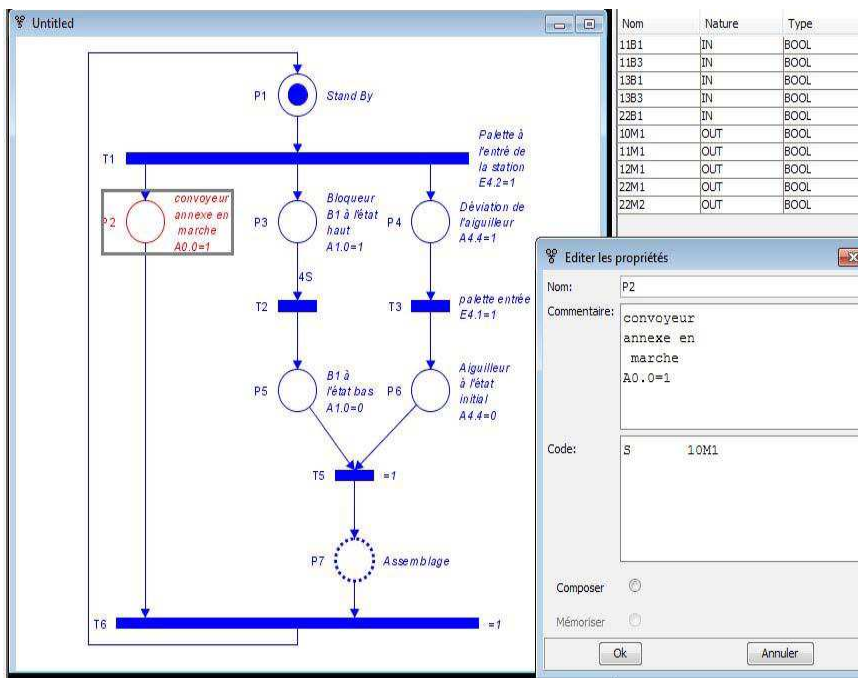 Untitled
P1
Stand By
T1
Palette à
l'entré de
la station
E4.2=1
P2
convoyeur
annexe en
marche
A0.0=1
P3
Bloqueur
B1 à l'état
haut
A1.0=1
P4
Déviation de
l'aiguilleur
A4.4=1
4S
T2
T3
palette entrée
E4.1=1
P5
B1 à
l'état bas
A1.0=0
P6
Aiguilleur
à l'état
initial
A4.4=0
T5
=1
P7
Assemblage
T6
=1
Nom Nature Type
11B1 IN BOOL
11B3 IN BOOL
13B1 IN BOOL
13B3 IN BOOL
22B1 IN BOOL
10M1 OUT BOOL
11M1 OUT BOOL
12M1 OUT BOOL
22M1 OUT BOOL
22M2 OUT BOOL
Editer les propriétés
Nom: P2
Commentaire:
convoyeur
annexe en
marche
A0.0=1
Code:
S 10M1
Composer
Mémoriser
Ok Annuler